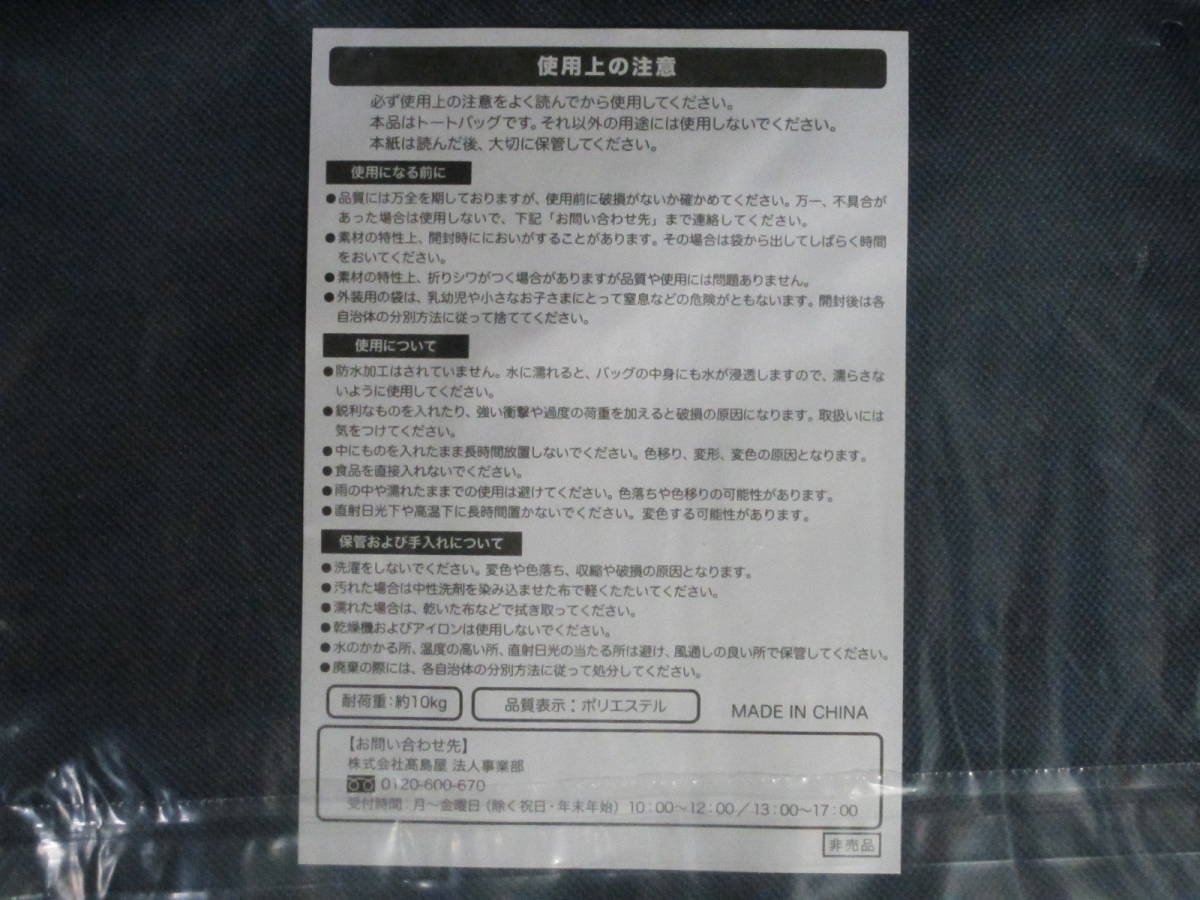 使用上の注意
必ず使用上の注意をよく読んでから使用してください。
本品はトートバッグです。それ以外の用途には使用しないでください。
本紙は読んだ後、大切に保管してください。
使用になる前に
●品質には万全を期しておりますが、使用前に破損がないか確かめてください。万一、不具合が
あった場合は使用しないで、下記「お問い合わせ先」まで連絡してください。
●素材の特性上、開封時ににおいがすることがあります。その場合は袋から出してしばらく時間
をおいてください。
●素材の特性上、折りシワがつく場合がありますが品質や使用には問題ありません。
●外装用の袋は、乳幼児や小さなお子さまにとって窒息などの危険がともないます。開封後は各
自治体の分別方法に従って捨ててください。
使用について
●防水加工はされていません。水に濡れると、バッグの中身にも水が浸透しますので、濡らさな
いように使用してください。
●鋭利なものを入れたり、強い衝撃や過度の荷重を加えると破損の原因になります。取扱いには
気をつけてください。
●中にものを入れたまま長時間放置しないでください。色移り、変形、変色の原因となります。
●食品を直接入れないでください。
●雨の中や濡れたままでの使用は避けてください。色落ちや色移りの可能性があります。
●直射日光下や高温下に長時間置かないでください。変色する可能性があります。
保管および手入れについて
●洗濯をしないでください。変色や色落ち、収縮や破損の原因となります。
●汚れた場合は中性洗剤を染み込ませた布で軽くたたいてください。
●濡れた場合は、乾いた布などで拭き取ってください。
●乾燥機およびアイロンは使用しないでください。
●水のかかる所、温度の高い所、直射日光の当たる所は避け、風通しの良い所で保管してください。
●廃棄の際には、各自治体の分別方法に従って処分してください。
耐荷重:約10kg 品質表示:ポリエステル MADE IN CHINA
【お問い合わせ先】
株式会社髙島屋 法人事業部
0120-600-670
受付時間:月~金曜日(除く祝日・年末年始) 10:00~12:00/13:00~17:00
非売品